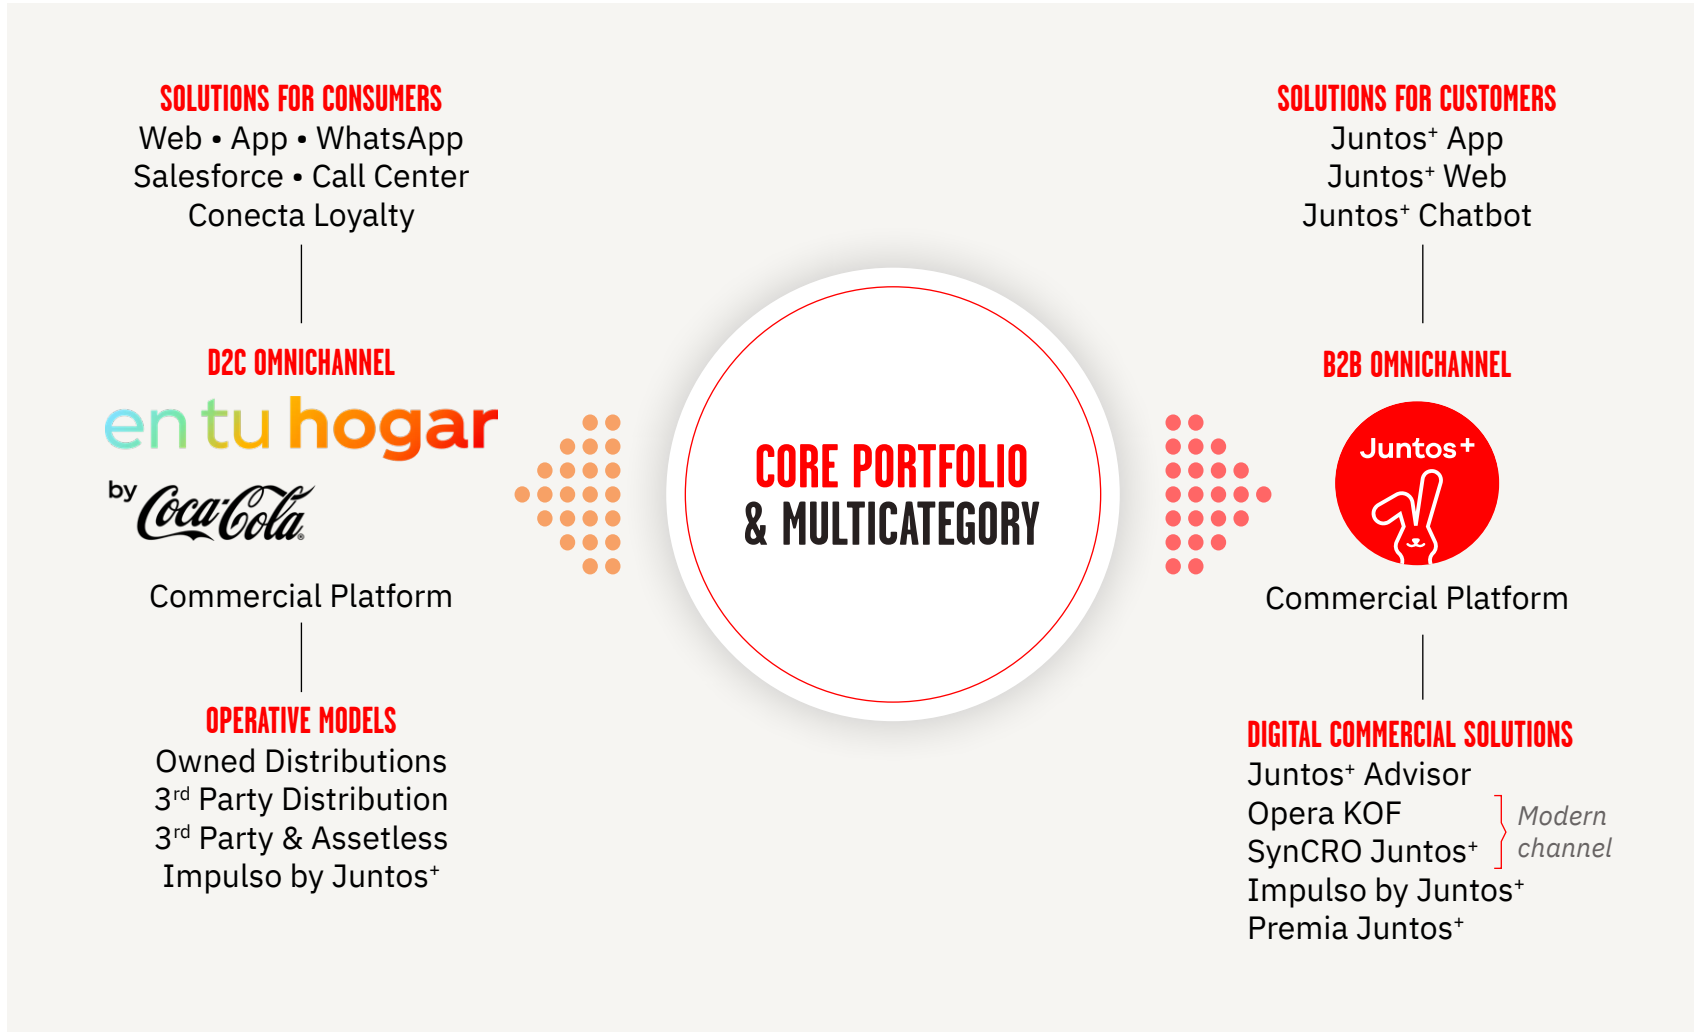 SOLUTIONS FOR CONSUMERS
Web • App • WhatsApp
Salesforce • Call Center
Conecta Loyalty
D2C OMNICHANNEL
en tu hogar
by Coca-Cola®
Commercial Platform
OPERATIVE MODELS
Owned Distributions
3rd Party Distribution
3rd Party & Assetless
Impulso by Juntos+
CORE PORTFOLIO
& MULTICATEGORY
SOLUTIONS FOR CUSTOMERS
Juntos+ App
Juntos+ Web
Juntos+ Chatbot
B2B OMNICHANNEL
Juntos+
Commercial Platform
DIGITAL COMMERCIAL SOLUTIONS
Juntos+ Advisor
Opera KOF
SynCRO Juntos+
Modern
channel
Impulso by Juntos+
Premia Juntos+